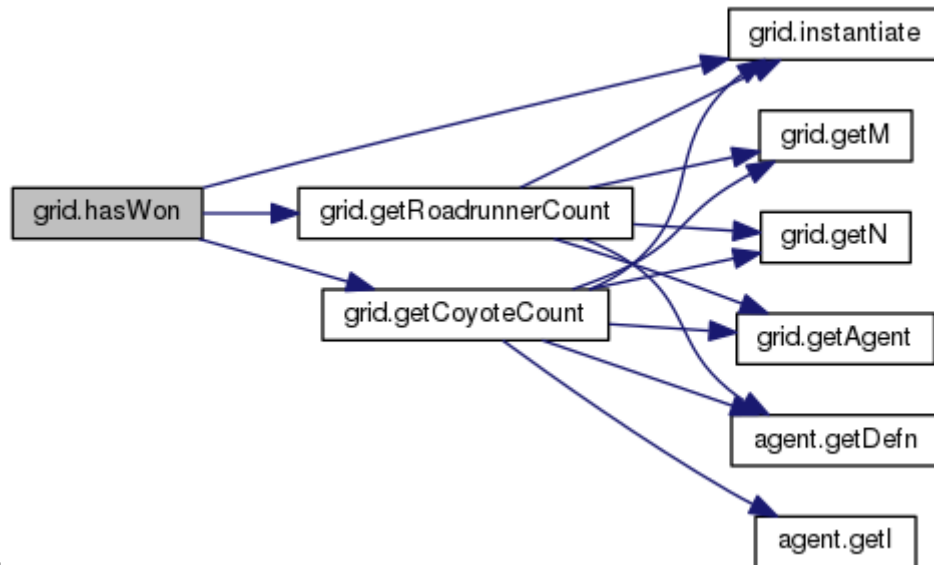 grid.hasWon
grid.getRoadrunnerCount
grid.getCoyoteCount
grid.instantiate
grid.getM
grid.getN
grid.getAgent
agent.getDefn
agent.getI